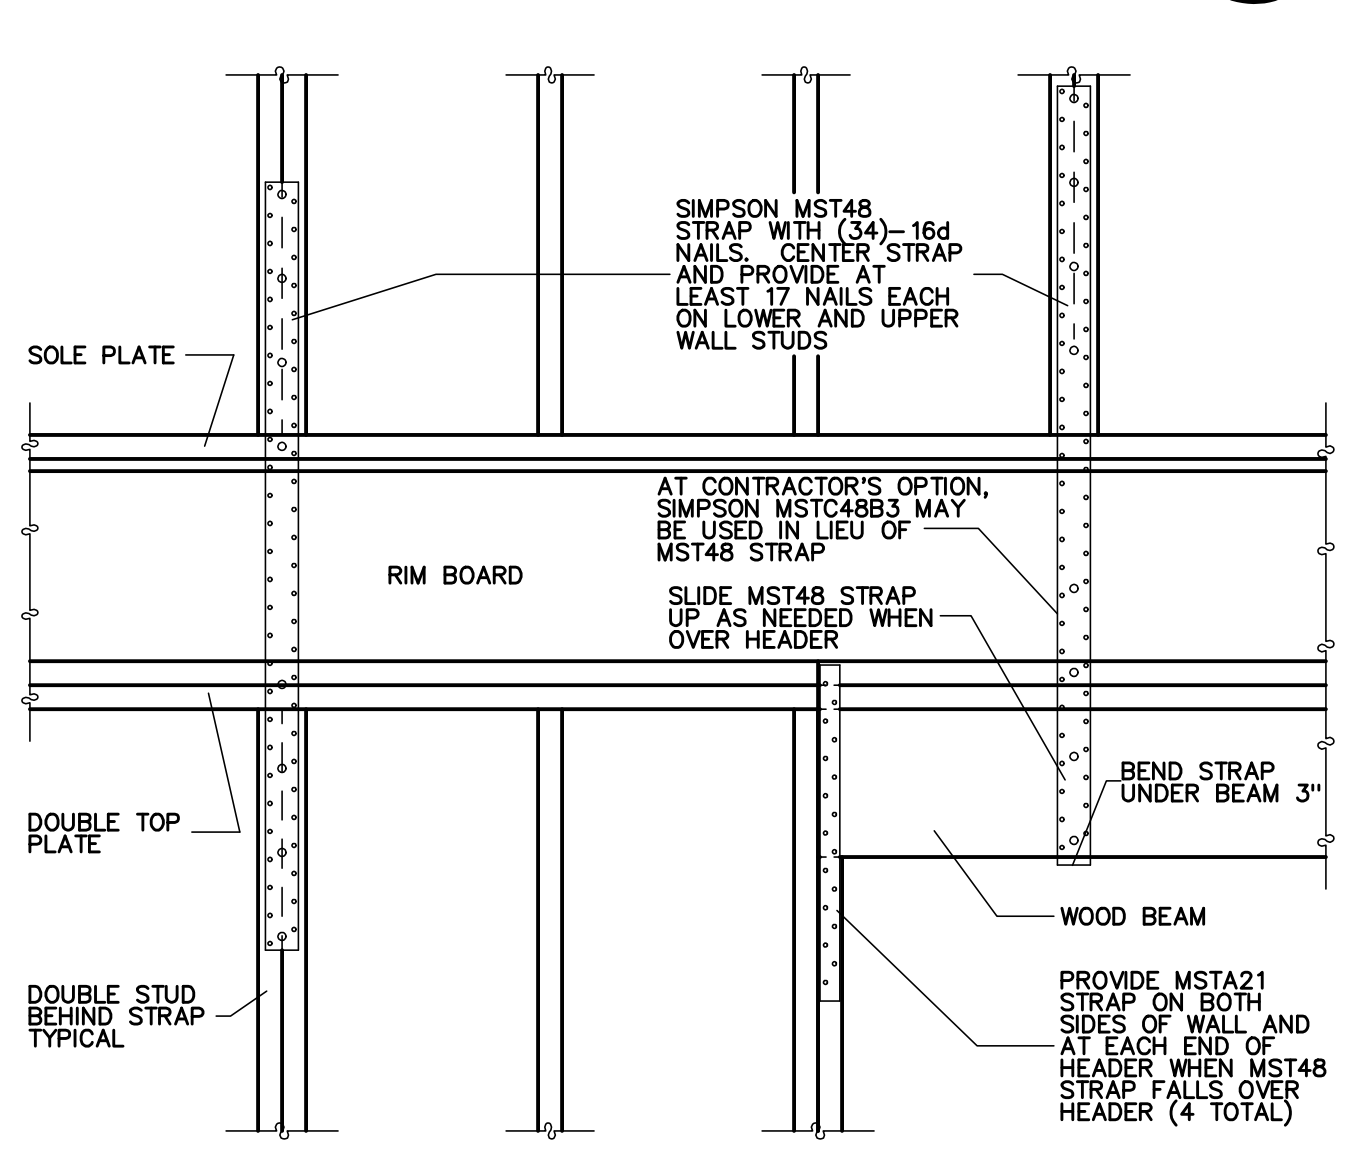 SIMPSON MST48
STRAP WITH (34)-16d
NAILS. CENTER STRAP
AND PROVIDE AT
LEAST 17 NAILS EACH
ON LOWER AND UPPER
WALL STUDS
SOLE PLATE
AT CONTRACTOR'S OPTION,
SIMPSON MSTC48B3 MAY
BE USED IN LIEU OF
MST48 STRAP
RIM BOARD
SLIDE MST48 STRAP
UP AS NEEDED WHEN
OVER HEADER
BEND STRAP
UNDER BEAM 3"
DOUBLE TOP
PLATE
WOOD BEAM
DOUBLE STUD
BEHIND STRAP
TYPICAL
PROVIDE MSTA21
STRAP ON BOTH
SIDES OF WALL AND
AT EACH END OF
HEADER WHEN MST48
STRAP FALLS OVER
HEADER (4 TOTAL)